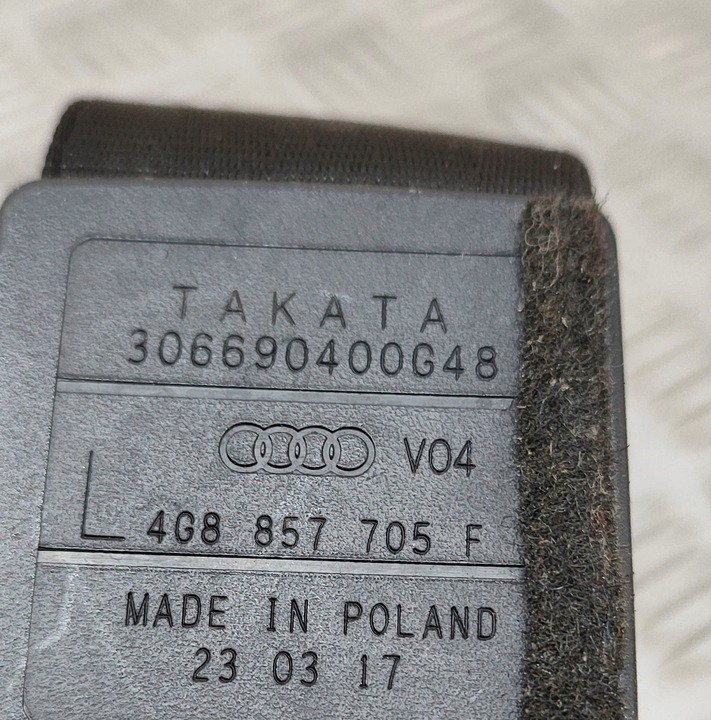 TAKATA
306690400G48
V04
L 4G8 857 705 F
MADE IN POLAND
23 03 17